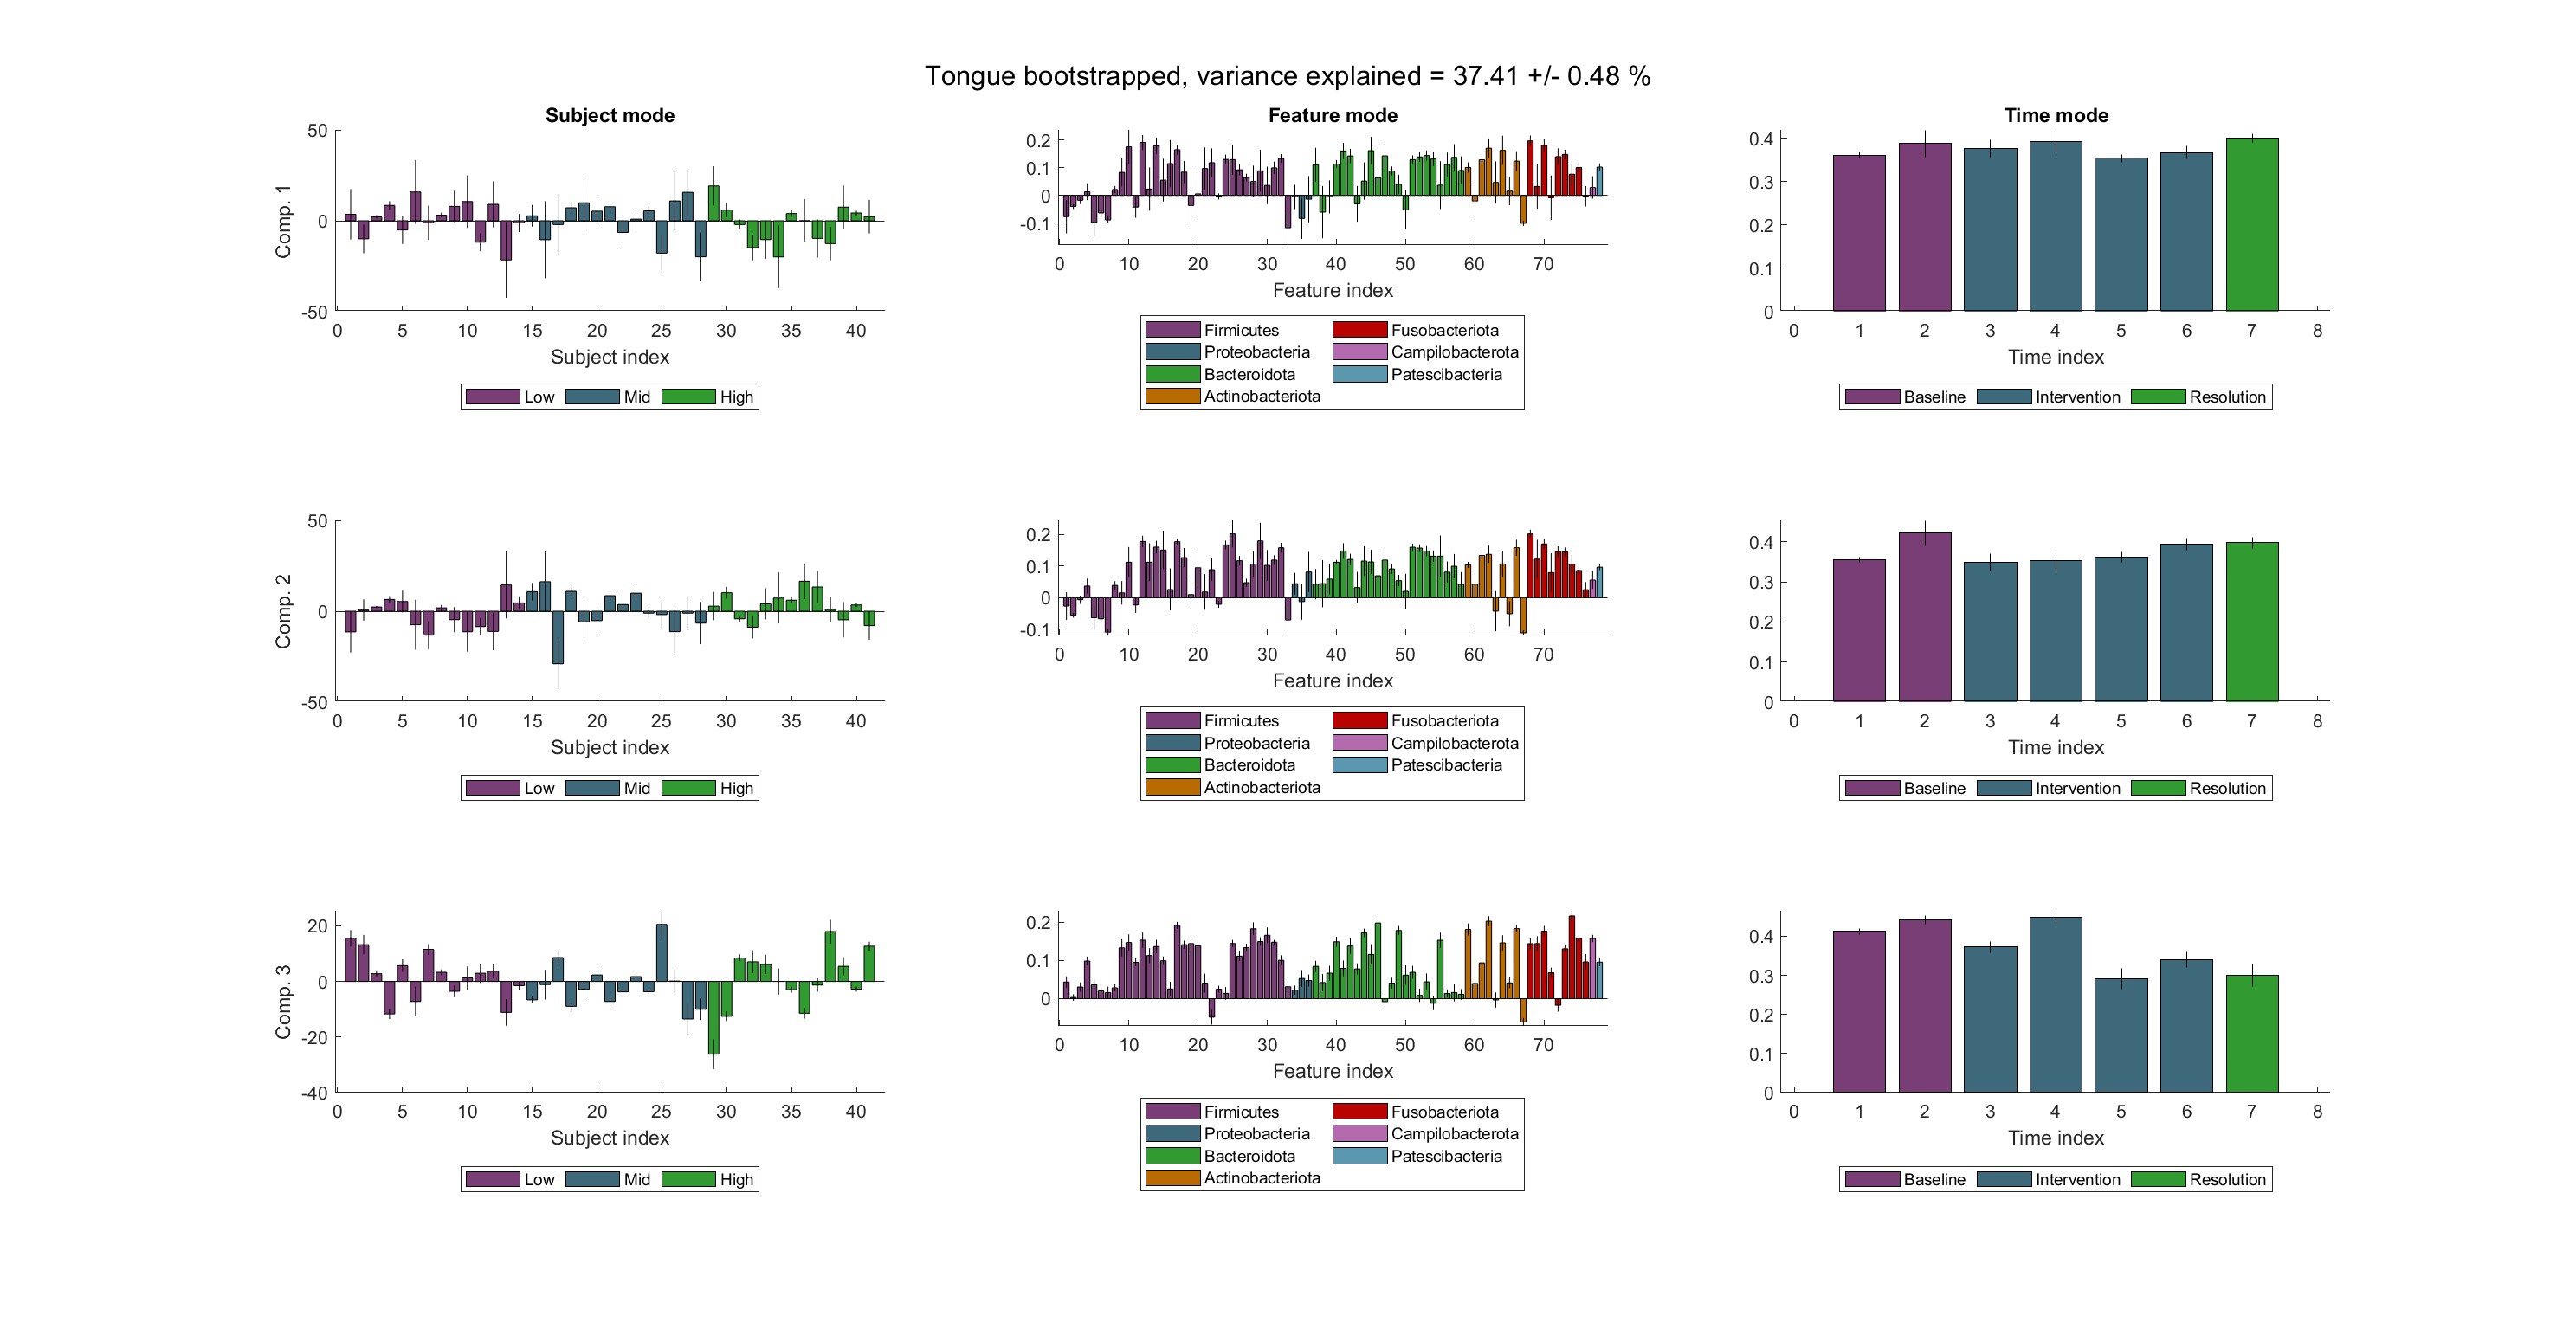 Tongue bootstrapped, variance explained = 37.41 +/- 0.48 %
Subject mode
50
0
-50
Comp. 1
0 5 10 15 20 25 30 35 40
Subject index
Low Mid High
Feature mode
0.2
0.1
0
-0.1
0 10 20 30 40 50 60 70
Feature index
Firmicutes Fusobacteriota
Proteobacteria Campilobacterota
Bacteroidota Patescibacteria
Actinobacteriota
Time mode
0.4
0.3
0.2
0.1
0
0 1 2 3 4 5 6 7 8
Time index
Baseline Intervention Resolution
50
0
-50
Comp. 2
0 5 10 15 20 25 30 35 40
Subject index
Low Mid High
0.2
0.1
0
-0.1
0 10 20 30 40 50 60 70
Feature index
Firmicutes Fusobacteriota
Proteobacteria Campilobacterota
Bacteroidota Patescibacteria
Actinobacteriota
0.4
0.3
0.2
0.1
0
0 1 2 3 4 5 6 7 8
Time index
Baseline Intervention Resolution
20
0
-20
-40
Comp. 3
0 5 10 15 20 25 30 35 40
Subject index
Low Mid High
0.2
0.1
0
0 10 20 30 40 50 60 70
Feature index
Firmicutes Fusobacteriota
Proteobacteria Campilobacterota
Bacteroidota Patescibacteria
Actinobacteriota
0.4
0.3
0.2
0.1
0
0 1 2 3 4 5 6 7 8
Time index
Baseline Intervention Resolution